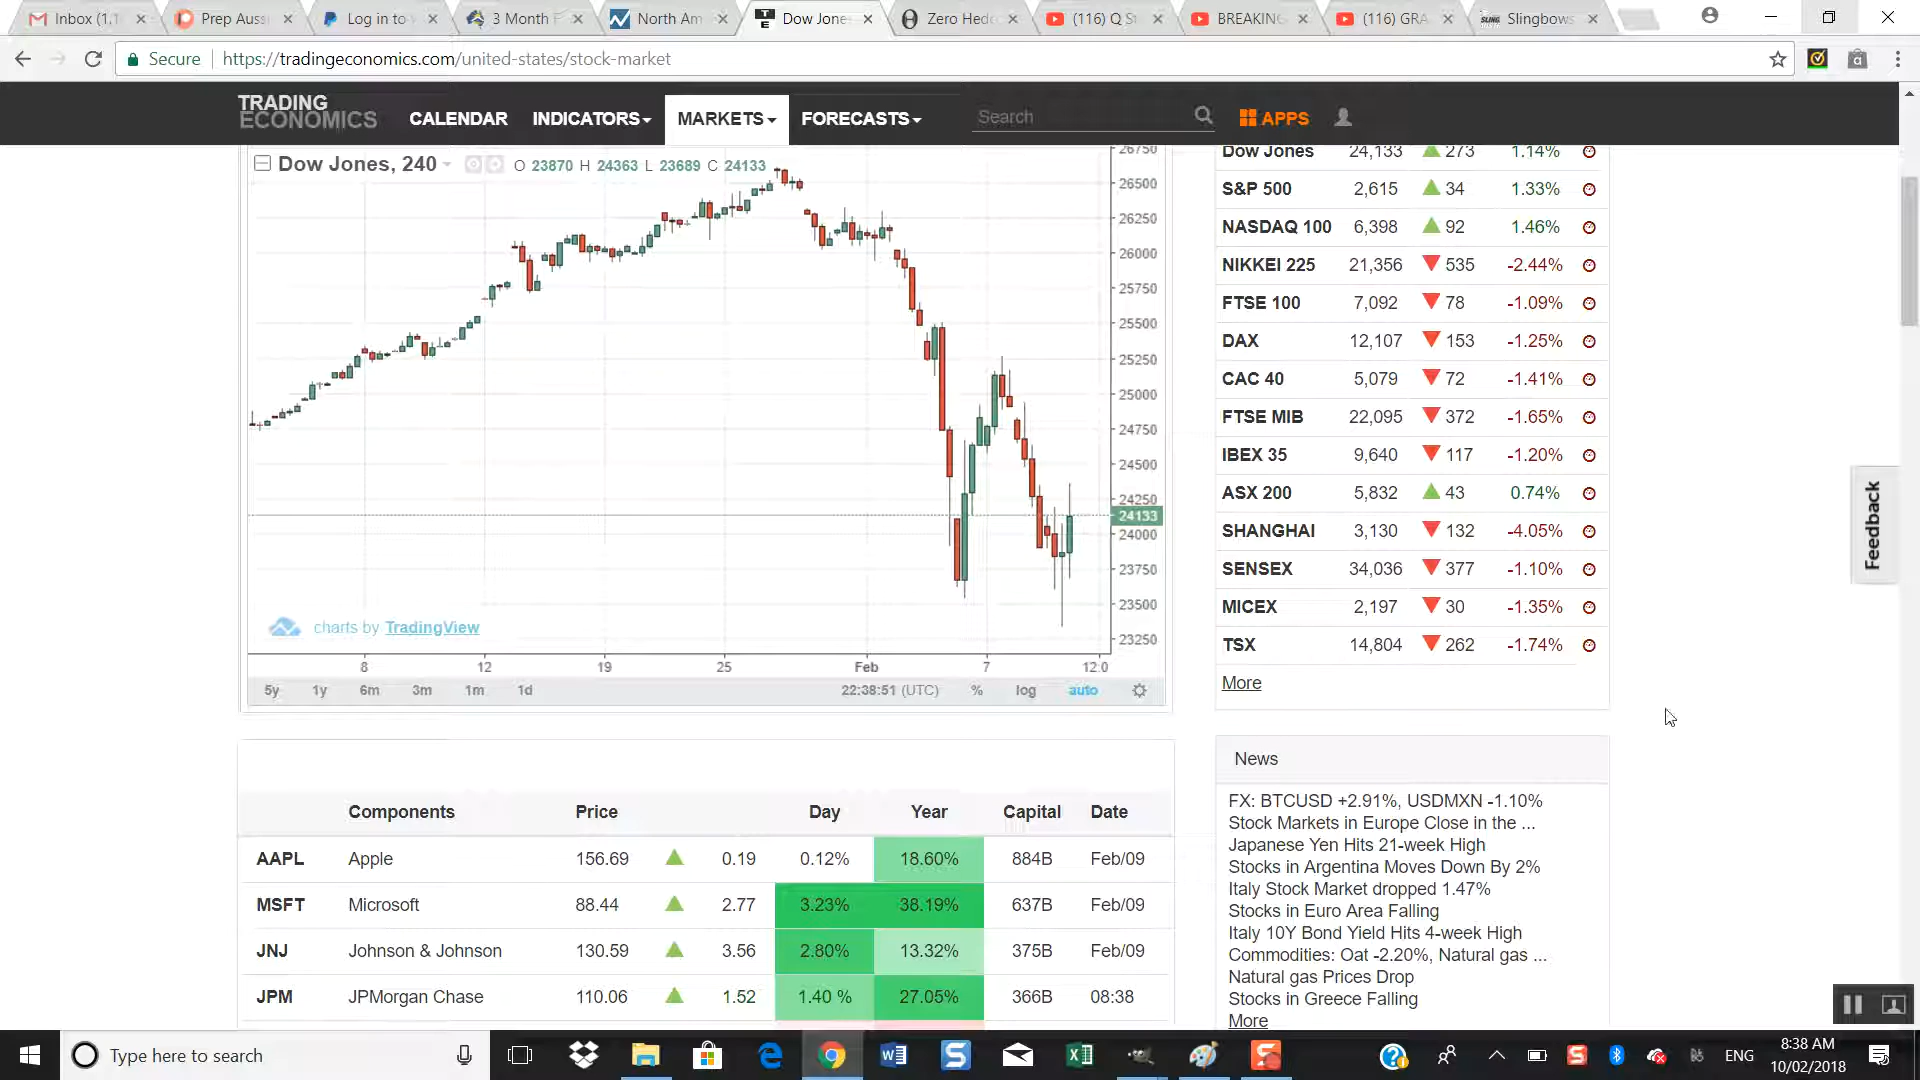 Inbox (1,1
Prep Auss
Log in to y
3 Month F
North Am
Dow Jone
Zero Hed
(116) Q S
BREAKING
(116) GRA
SLING Slingbows
Secure https://tradingeconomics.com/united-states/stock-market
TRADING ECONOMICS
CALENDAR INDICATORS MARKETS FORECASTS Search APPS
Dow Jones, 240 O 23870 H 24363 L 23689 C 24133
26750
26500
26250
26000
25750
25500
25250
25000
24750
24500
24250
24133
24000
23750
23500
23250
charts by TradingView
8 12 19 25 Feb 7 12:0
5y 1y 6m 3m 1m 1d 22:38:51 (UTC) % log auto
Dow Jones 24,133 273 1.14%
S&P 500 2,615 34 1.33%
NASDAQ 100 6,398 92 1.46%
NIKKEI 225 21,356 535 -2.44%
FTSE 100 7,092 78 -1.09%
DAX 12,107 153 -1.25%
CAC 40 5,079 72 -1.41%
FTSE MIB 22,095 372 -1.65%
IBEX 35 9,640 117 -1.20%
ASX 200 5,832 43 0.74%
SHANGHAI 3,130 132 -4.05%
SENSEX 34,036 377 -1.10%
MICEX 2,197 30 -1.35%
TSX 14,804 262 -1.74%
More
Feedback
Components Price Day Year Capital Date
AAPL Apple 156.69 0.19 0.12% 18.60% 884B Feb/09
MSFT Microsoft 88.44 2.77 3.23% 38.19% 637B Feb/09
JNJ Johnson & Johnson 130.59 3.56 2.80% 13.32% 375B Feb/09
JPM JPMorgan Chase 110.06 1.52 1.40 % 27.05% 366B 08:38
News
FX: BTCUSD +2.91%, USDMXN -1.10%
Stock Markets in Europe Close in the ...
Japanese Yen Hits 21-week High
Stocks in Argentina Moves Down By 2%
Italy Stock Market dropped 1.47%
Stocks in Euro Area Falling
Italy 10Y Bond Yield Hits 4-week High
Commodities: Oat -2.20%, Natural gas ...
Natural gas Prices Drop
Stocks in Greece Falling
More
Type here to search
ENG
8:38 AM
10/02/2018